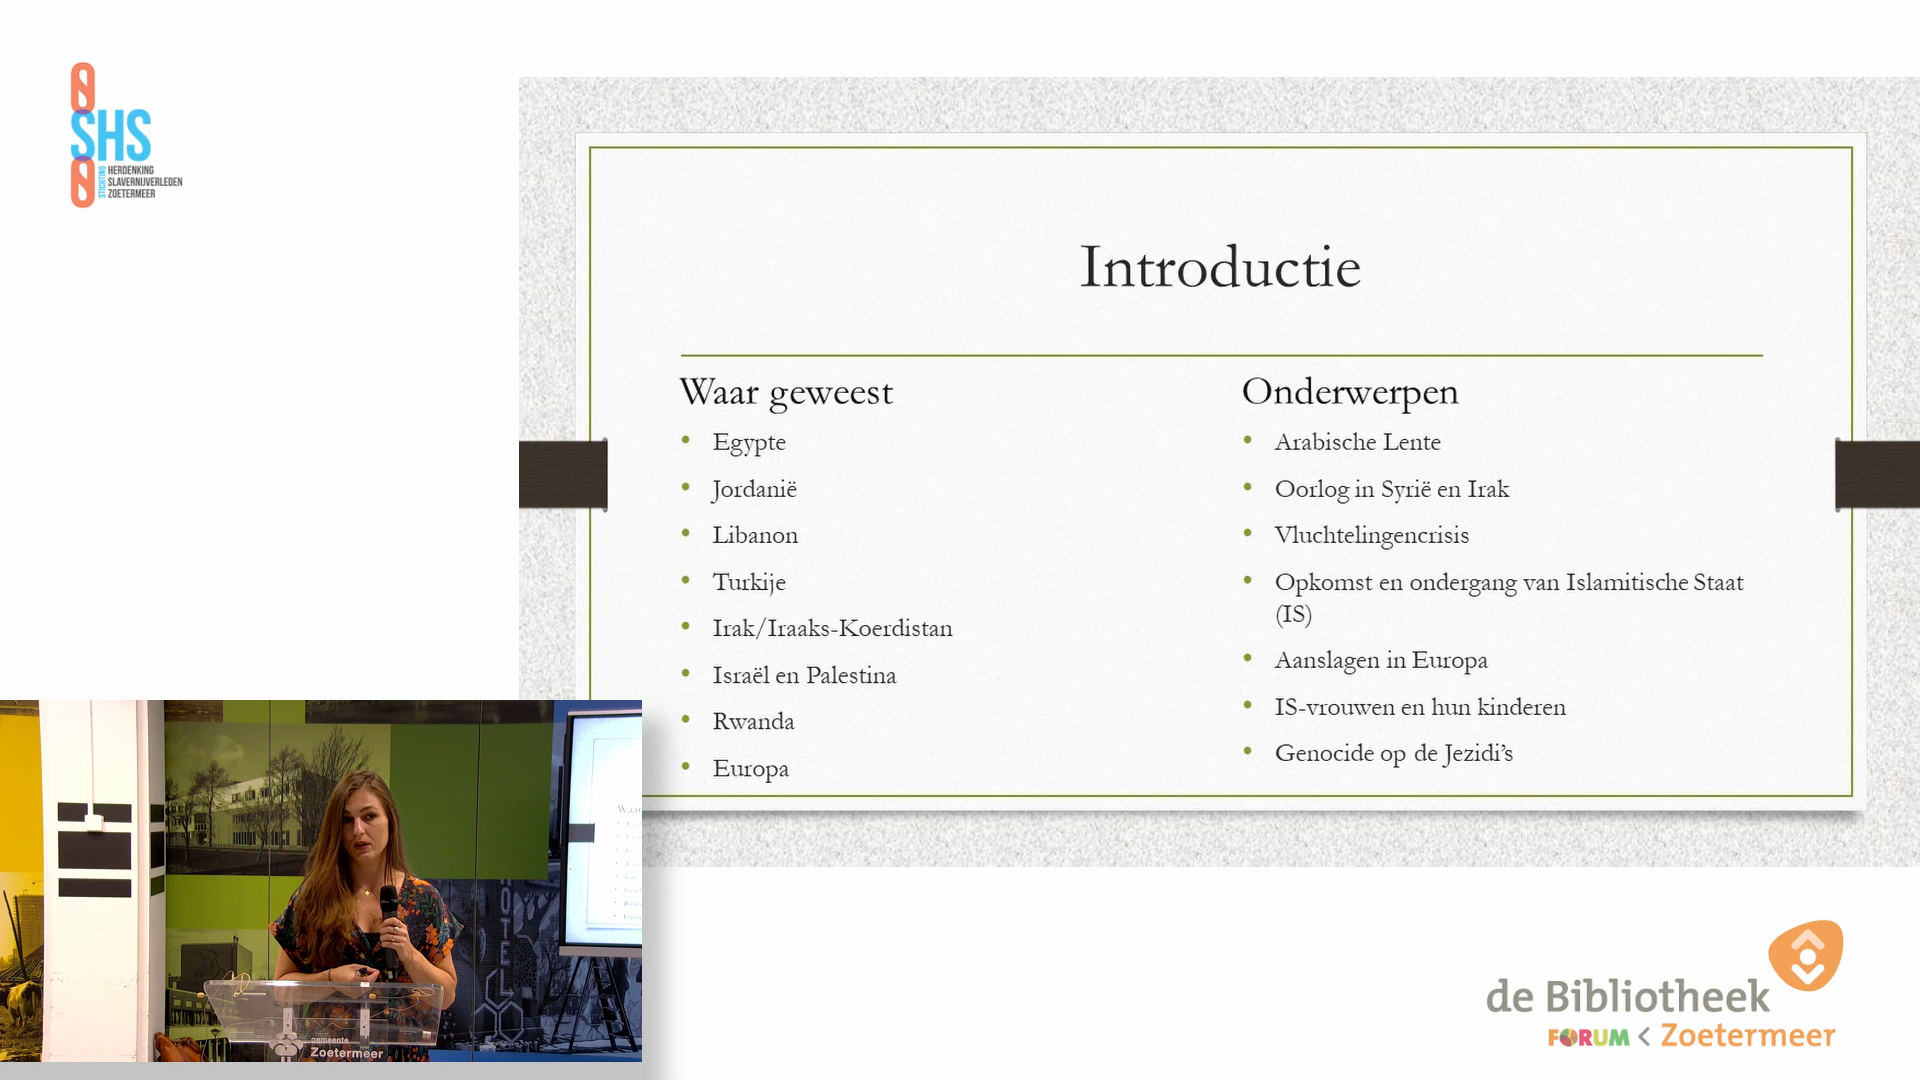 SHS
STICHTING
HERDENKING
SLAVERNIJVERLEDEN
ZOETERMEER
Introductie
Waar geweest
• Egypte
• Jordanië
• Libanon
• Turkije
• Irak/Iraaks-Koerdistan
• Israël en Palestina
• Rwanda
• Europa
Onderwerpen
• Arabische Lente
• Oorlog in Syrië en Irak
• Vluchtelingencrisis
• Opkomst en ondergang van Islamitische Staat
(IS)
• Aanslagen in Europa
• IS-vrouwen en hun kinderen
• Genocide op de Jezidi’s
HOTEL
gemeente
Zoetermeer
de Bibliotheek
FORUM < Zoetermeer